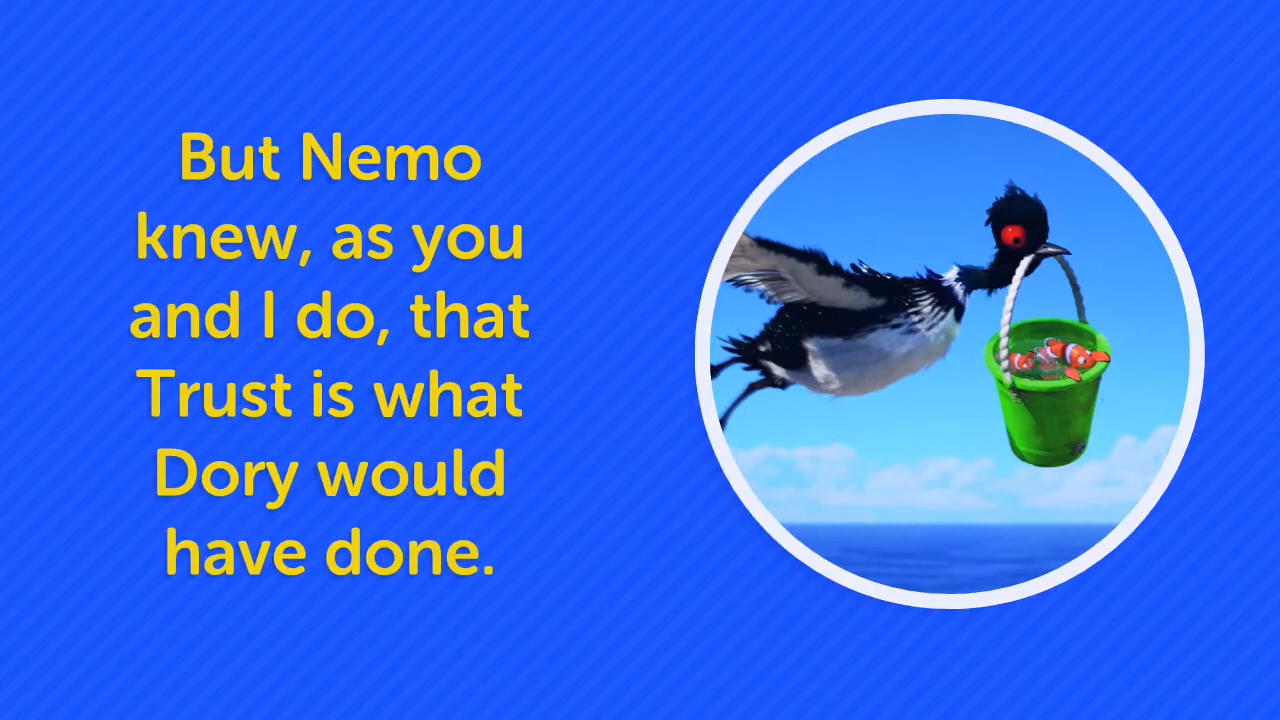 But Nemo
knew, as you
and I do, that
Trust is what
Dory would
have done.